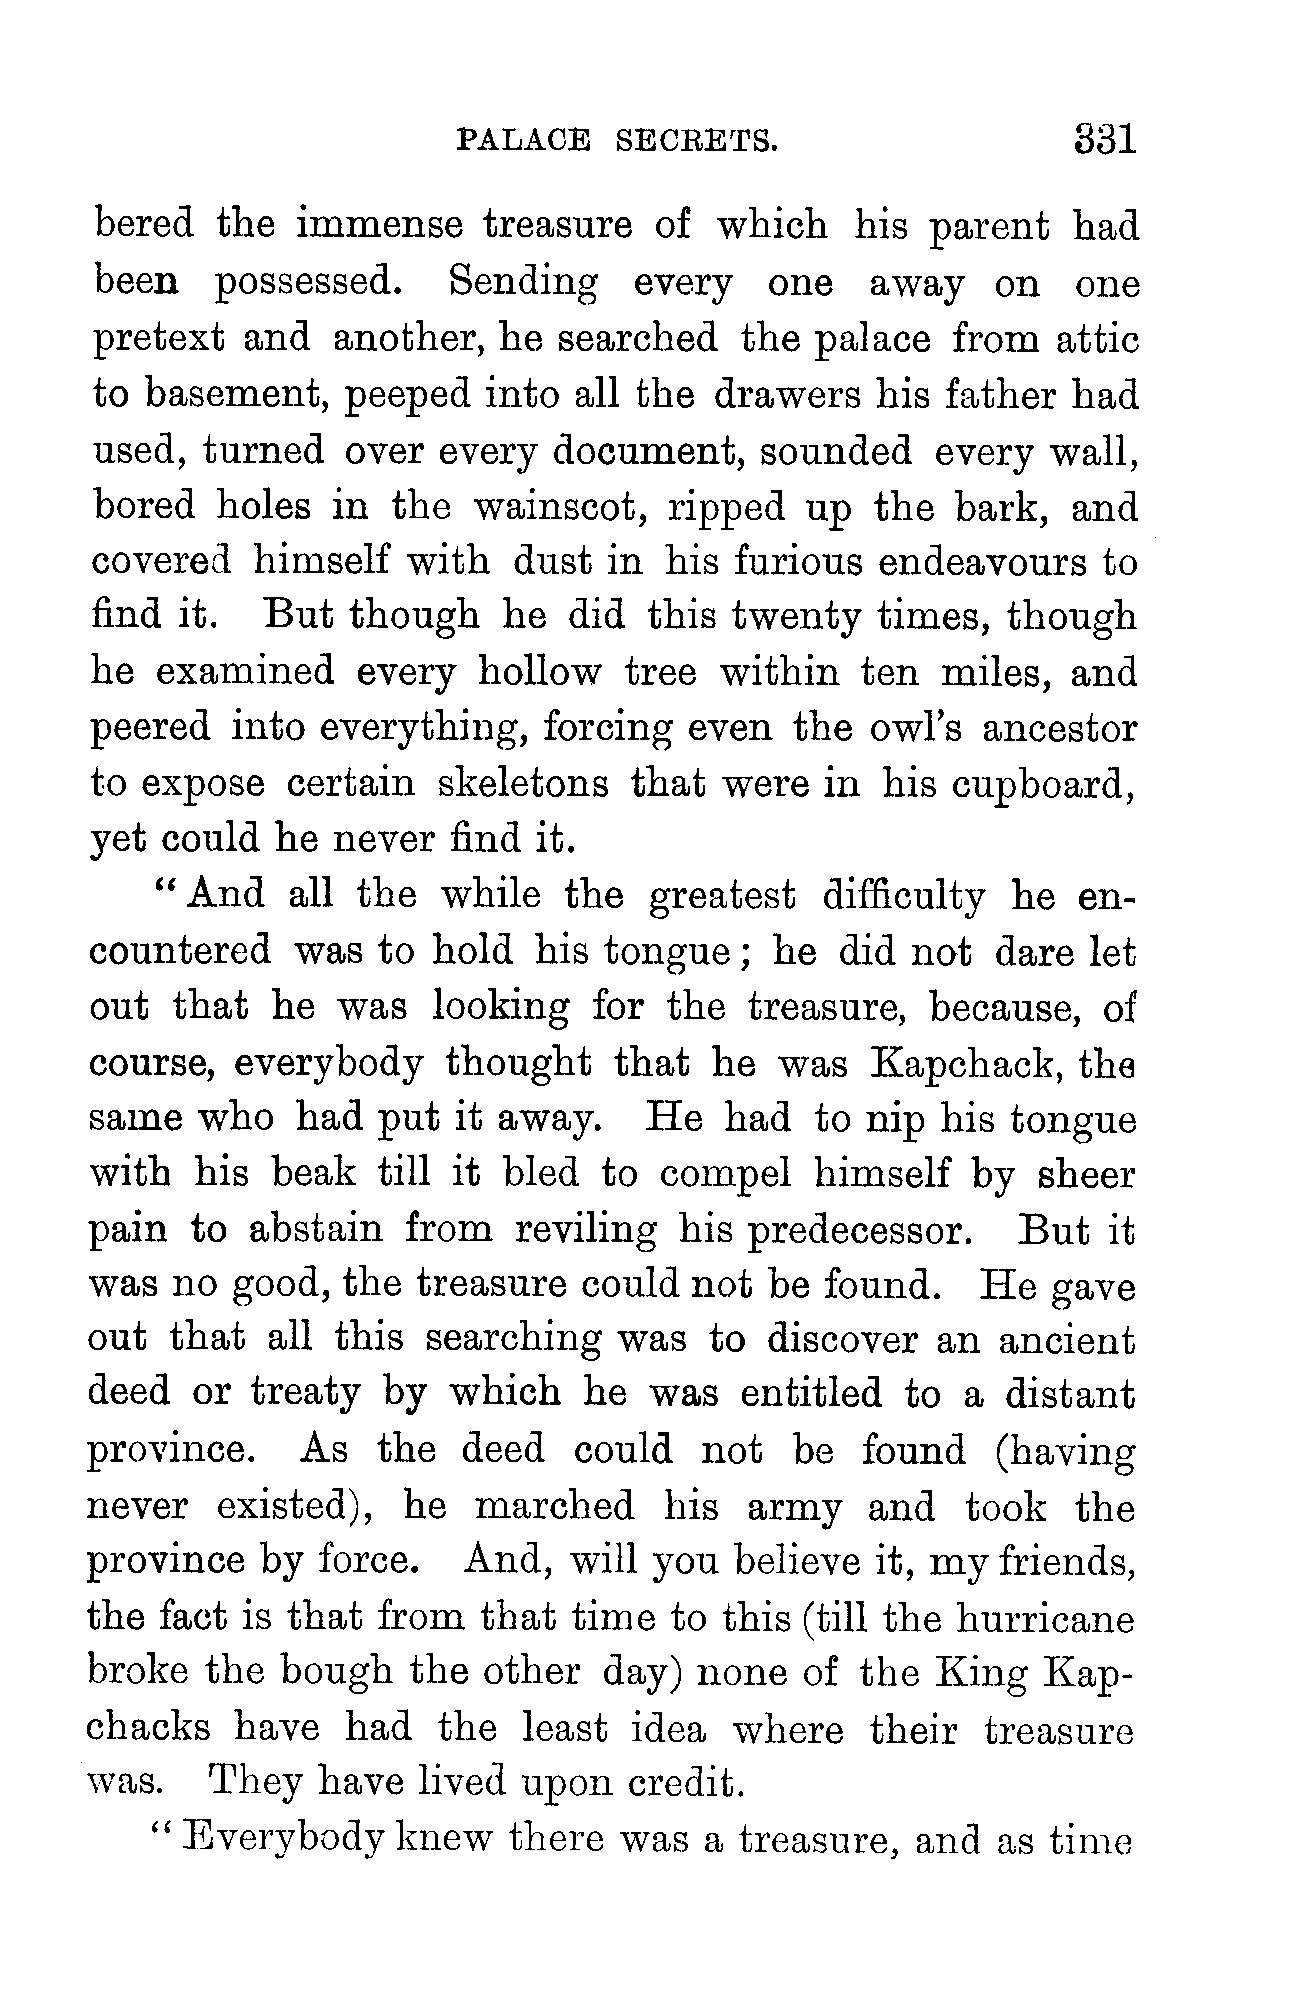 PALACE SECRETS. 331
bered the immense treasure of which his parent had
been possessed. Sending every one away on one
pretext and another, he searched the palace from attic
to basement, peeped into all the drawers his father had
used, turned over every document, sounded every wall,
bored holes in the wainscot, ripped up the bark, and
covered himself with dust in his furious endeavours to
find it. But though he did this twenty times, though
he examined every hollow tree within ten miles, and
peered into everything, forcing even the owl's ancestor
to expose certain skeletons that were in his cupboard,
yet could he never find it.
“ And all the while the greatest difficulty he en-
countered was to hold his tongue ; he did not dare let
out that he was looking for the treasure, because, of
course, everybody thought that he was Kapchack, the
same who had put it away. He had to nip his tongue
with his beak till it bled to compel himself by sheer
pain to abstain from reviling his predecessor. But it
was no good, the treasure could not be found. He gave
out that all this searching was to discover an ancient
deed or treaty by which he was entitled to a distant
province. As the deed could not be found (having
never existed), he marched his army and took the
province by force. And, will you believe it, my friends,
the fact is that from that time to this (till the hurricane
broke the bough the other day) none of the King Kap-
chacks have had the least idea where their treasure
was. They have lived upon credit.
“ Everybody knew there was a treasure, and as time